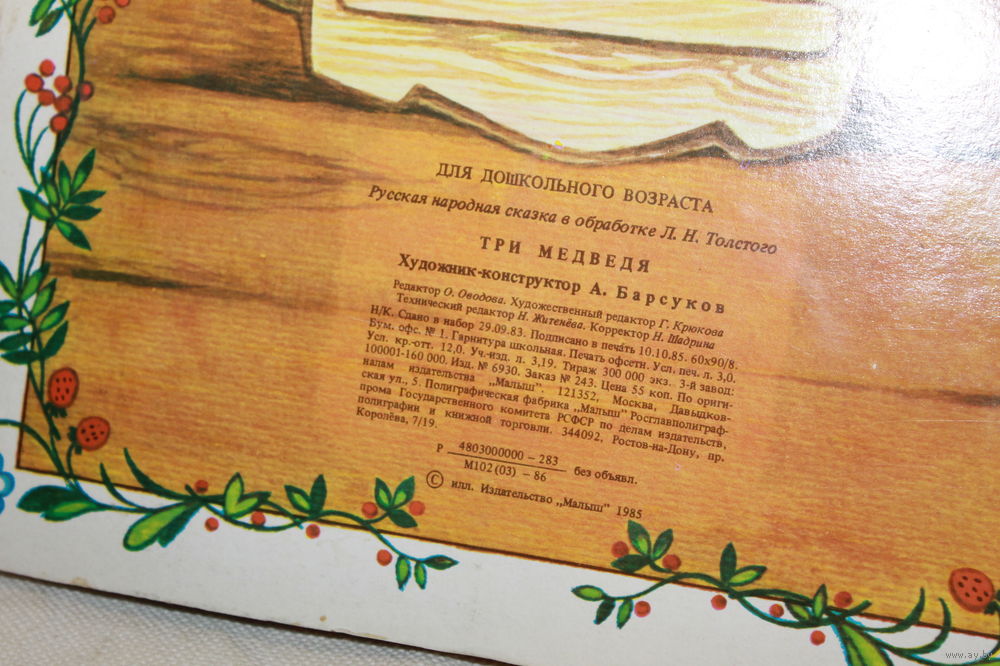 ДЛЯ ДОШКОЛЬНОГО ВОЗРАСТА
Русская народная сказка в обработке Л. Н. Толстого
ТРИ МЕДВЕДЯ
Художник-конструктор А. Барсуков
Редактор О. Оводова. Художественный редактор Г. Крюкова
Технический редактор Н. Житенёва. Корректор Н. Шадрина
Н/К. Сдано в набор 29.09.83. Подписано в печать 10.10.85. 60х90/8.
Бум. офс. № 1. Гарнитура школьная. Печать офсетн. Усл. печ. л. 3,0.
Усл. кр.-отт. 12,0. Уч.-изд. л. 3,19. Тираж 300 000 экз. 3-й завод:
100001-160 000. Изд. № 6930. Заказ № 243. Цена 55 коп. По ориги-
налам издательства „Малыш". 121352, Москва, Давыдков-
ская ул., 5. Полиграфическая фабрика „Малыш" Росглавполиграф-
прома Государственного комитета РСФСР по делам издательств,
полиграфии и книжной торговли. 344092, Ростов-на-Дону, пр.
Королёва, 7/19.
Р 4803000000 – 283
М102 (03) – 86 без объявл.
© илл. Издательство „Малыш" 1985
www.ay.by